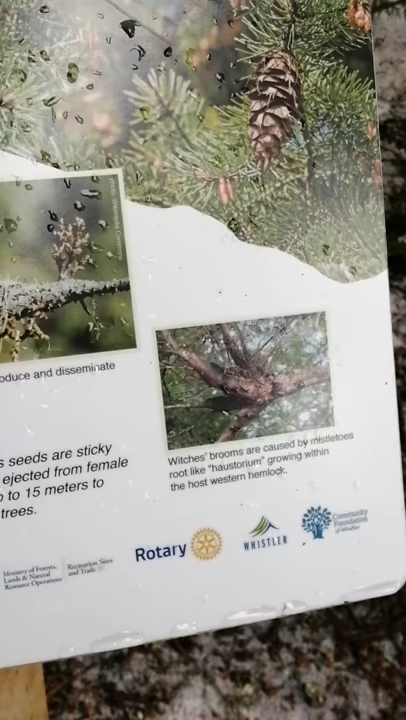 oduce and disseminate
s seeds are sticky
ejected from female
o to 15 meters to
trees.
Witches' brooms are caused by mistletoes
root like "haustorium" growing within
the host western hemlock.
Ministry of Forests,
Lands & Natural
Resource Operations
Recreation Sites
and Trails
Rotary
WHISTLER
Community
Foundation
of Whistler